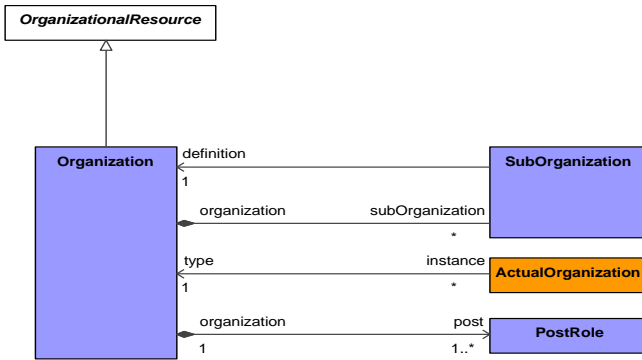 OrganizationalResource
Organization
definition
SubOrganization
1
organization subOrganization
*
type instance
ActualOrganization
1 *
organization post
PostRole
1 1..*